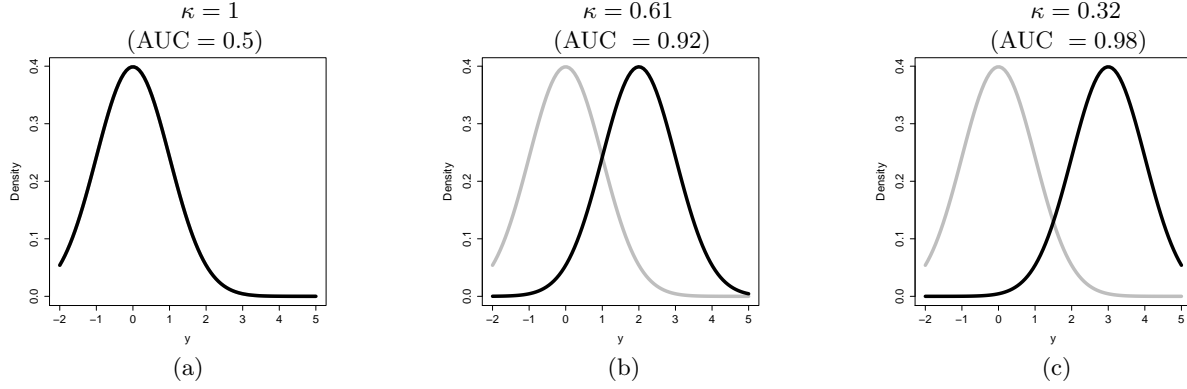 κ = 1
(AUC = 0.5)
Density
0.0 0.1 0.2 0.3 0.4
−2 −1 0 1 2 3 4 5
y
(a)
κ = 0.61
(AUC = 0.92)
Density
0.0 0.1 0.2 0.3 0.4
−2 −1 0 1 2 3 4 5
y
(b)
κ = 0.32
(AUC = 0.98)
Density
0.0 0.1 0.2 0.3 0.4
−2 −1 0 1 2 3 4 5
y
(c)